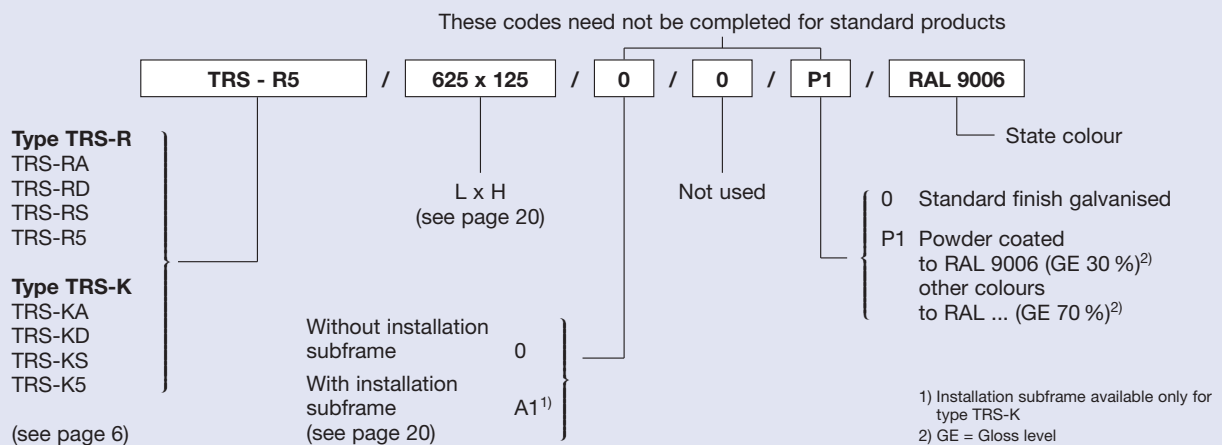 These codes need not be completed for standard products
TRS - R5 / 625 x 125 / 0 / 0 / P1 / RAL 9006
State colour
Type TRS-R
TRS-RA
TRS-RD
TRS-RS
TRS-R5
Type TRS-K
TRS-KA
TRS-KD
TRS-KS
TRS-K5
(see page 6)
L x H
(see page 20)
Without installation
subframe 0
With installation
subframe A1 1)
(see page 20)
Not used
0 Standard finish galvanised
P1 Powder coated
to RAL 9006 (GE 30 %) 2)
other colours
to RAL ... (GE 70 %) 2)
1) Installation subframe available only for
type TRS-K
2) GE = Gloss level